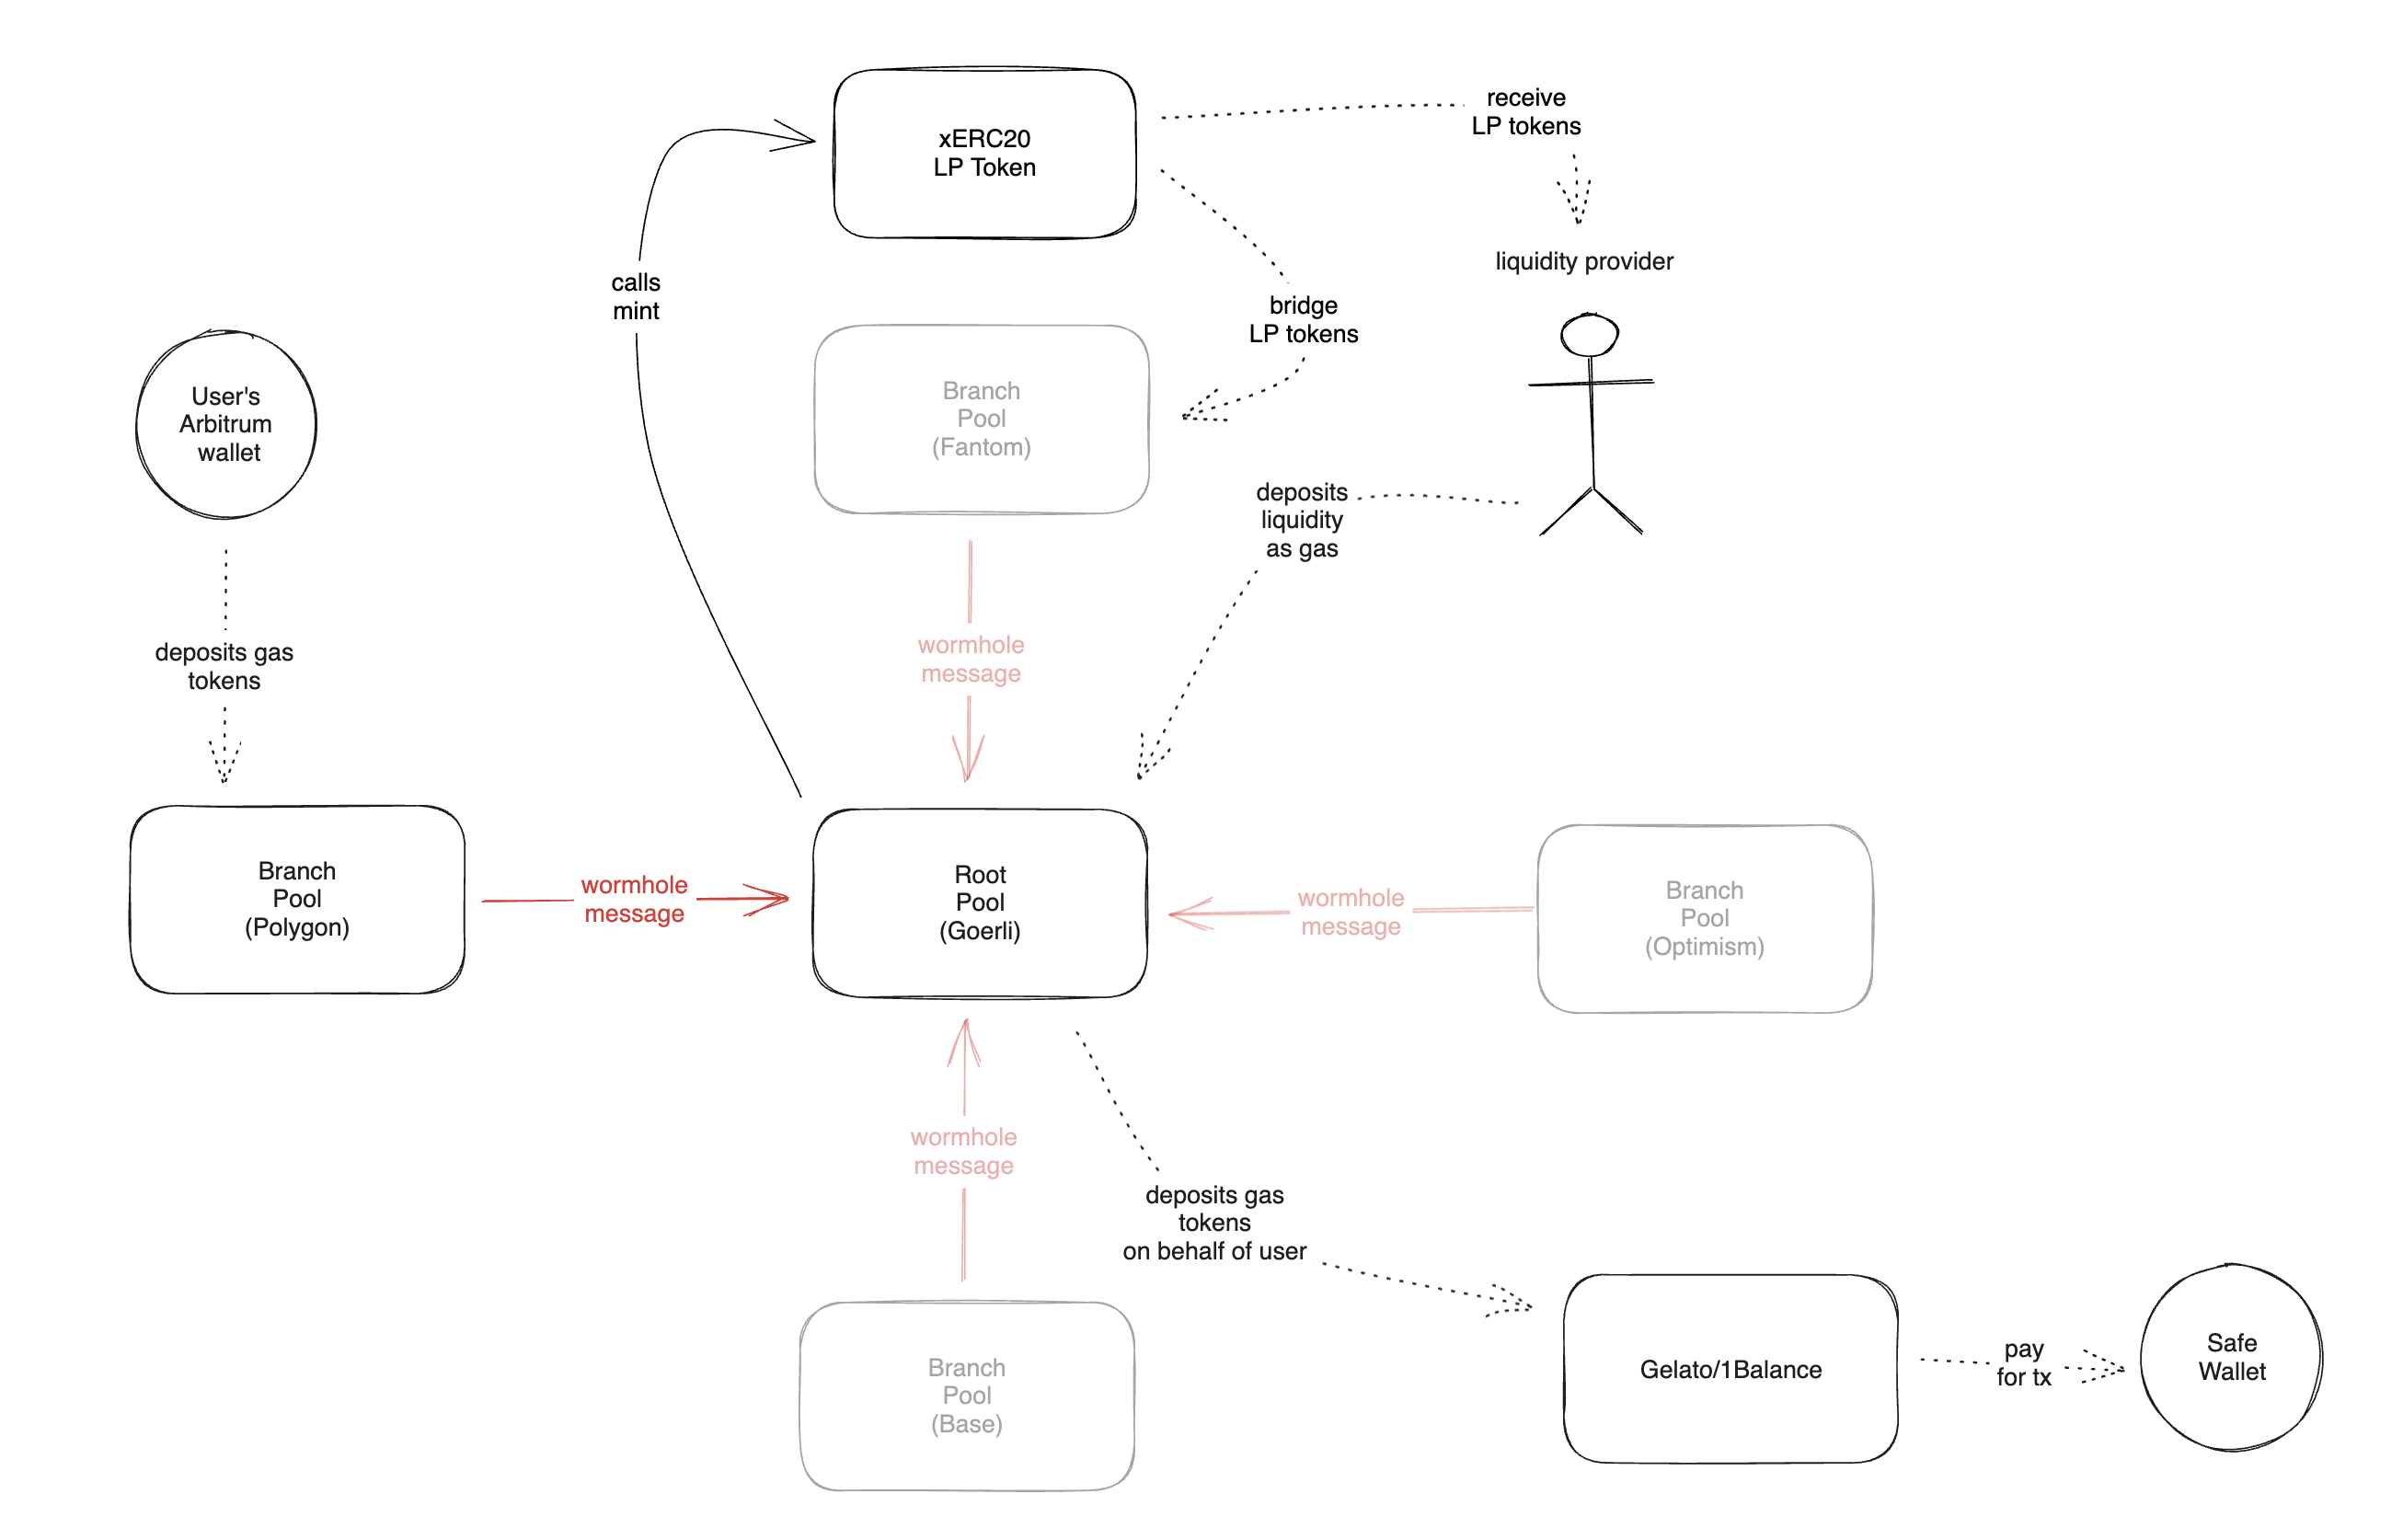 xERC20
LP Token
receive
LP tokens
liquidity provider
calls
mint
bridge
LP tokens
User's
Arbitrum
wallet
Branch
Pool
(Fantom)
deposits
liquidity
as gas
deposits gas
tokens
wormhole
message
Branch
Pool
(Polygon)
wormhole
message
Root
Pool
(Goerli)
wormhole
message
Branch
Pool
(Optimism)
wormhole
message
deposits gas
tokens
on behalf of user
Branch
Pool
(Base)
Gelato/1Balance
pay
for tx
Safe
Wallet